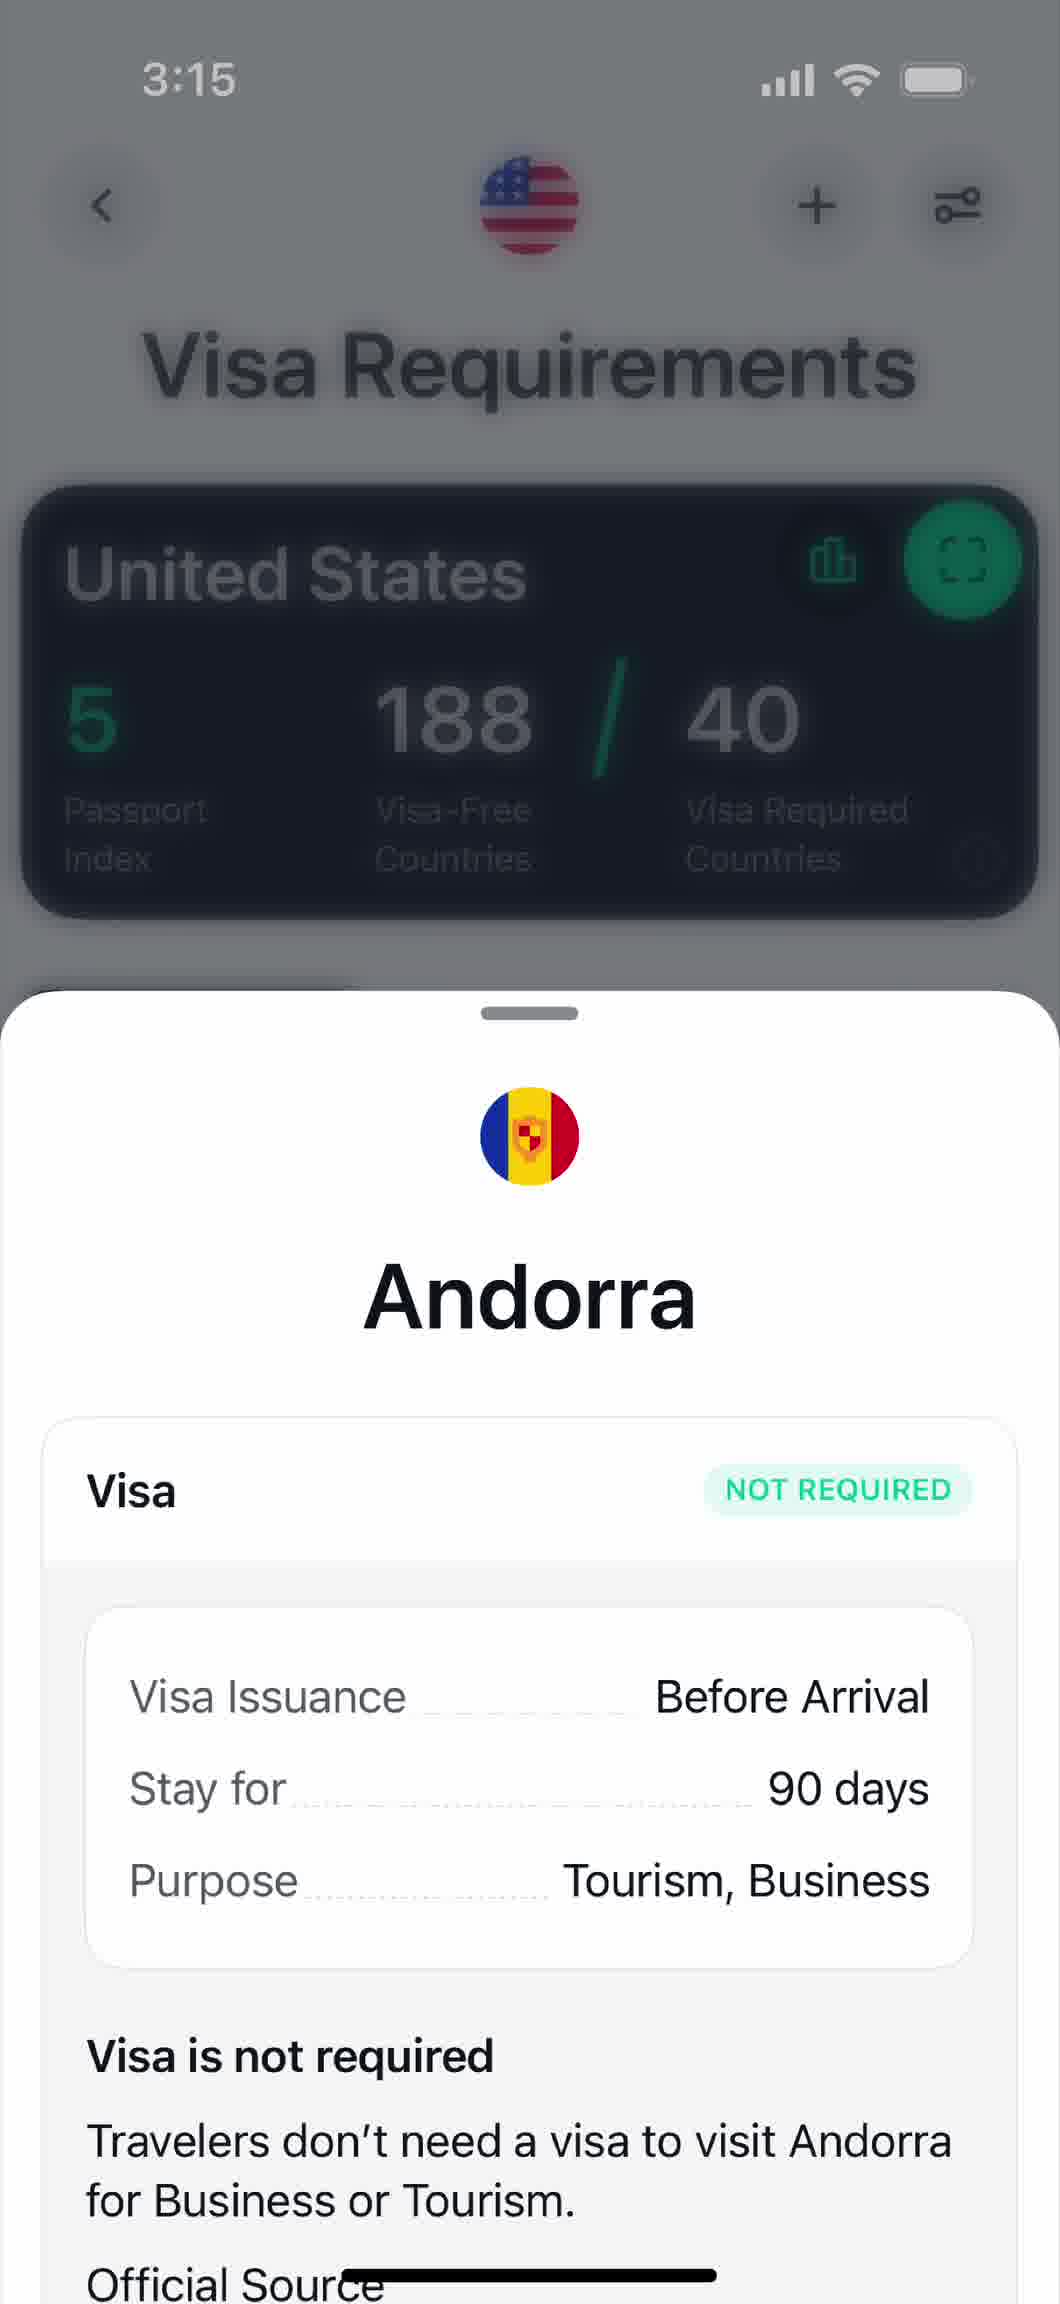 3:15
Visa Requirements
United States
5
188
40
Passport
Index
Visa-Free
Countries
Visa Required
Countries
Andorra
Visa
NOT REQUIRED
Visa Issuance Before Arrival
Stay for 90 days
Purpose Tourism, Business
Visa is not required
Travelers don’t need a visa to visit Andorra
for Business or Tourism.
Official Source